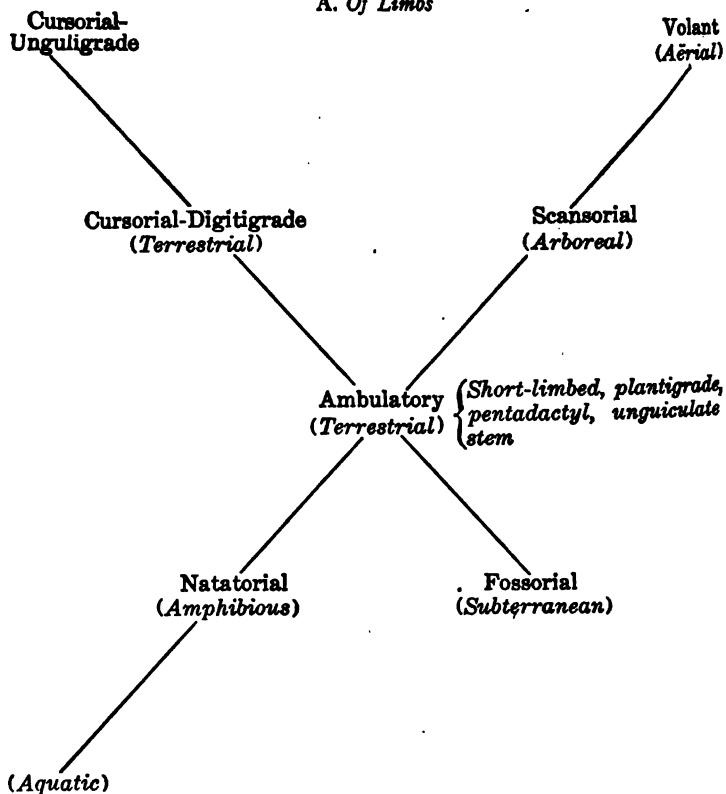 A. Of Limbs
Cursorial-
Unguligrade
Volant
(Aërial)
Cursorial-Digitigrade
(Terrestrial)
Scansorial
(Arboreal)
Ambulatory
(Terrestrial)
Short-limbed, plantigrade,
pentadactyl, unguiculate
stem
Natatorial
(Amphibious)
Fossorial
(Subterranean)
(Aquatic)